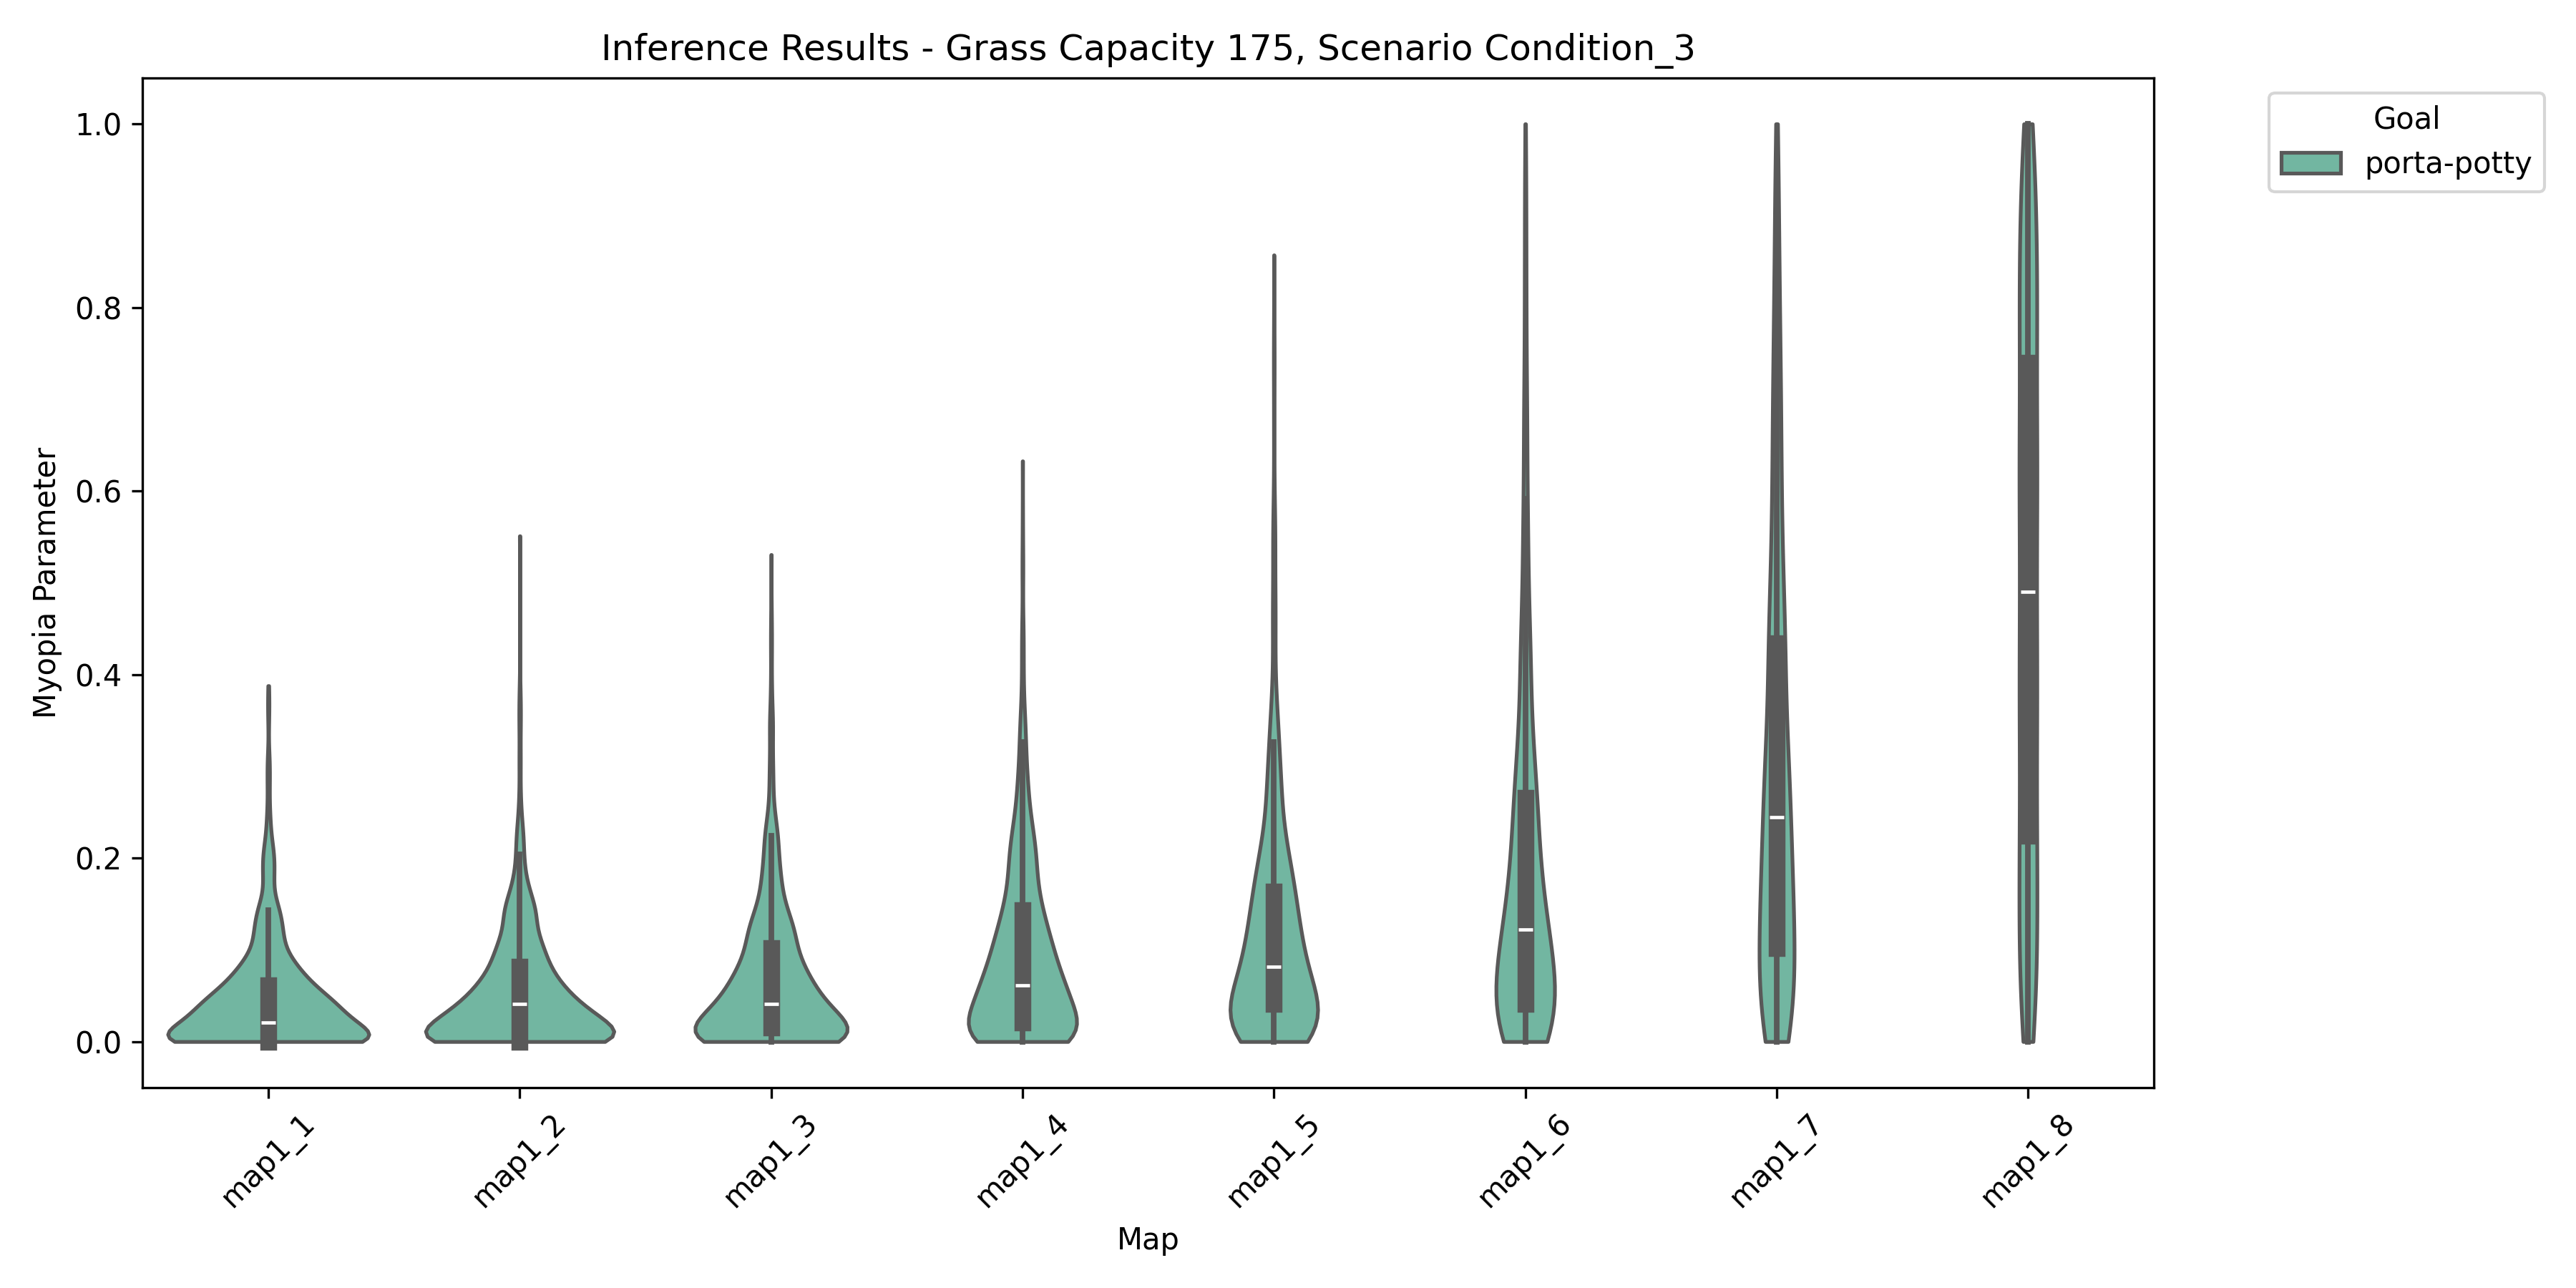 Inference Results - Grass Capacity 175, Scenario Condition_3
Goal
porta-potty
Myopia Parameter
1.0
0.8
0.6
0.4
0.2
0.0
map1_1
map1_2
map1_3
map1_4
map1_5
map1_6
map1_7
map1_8
Map